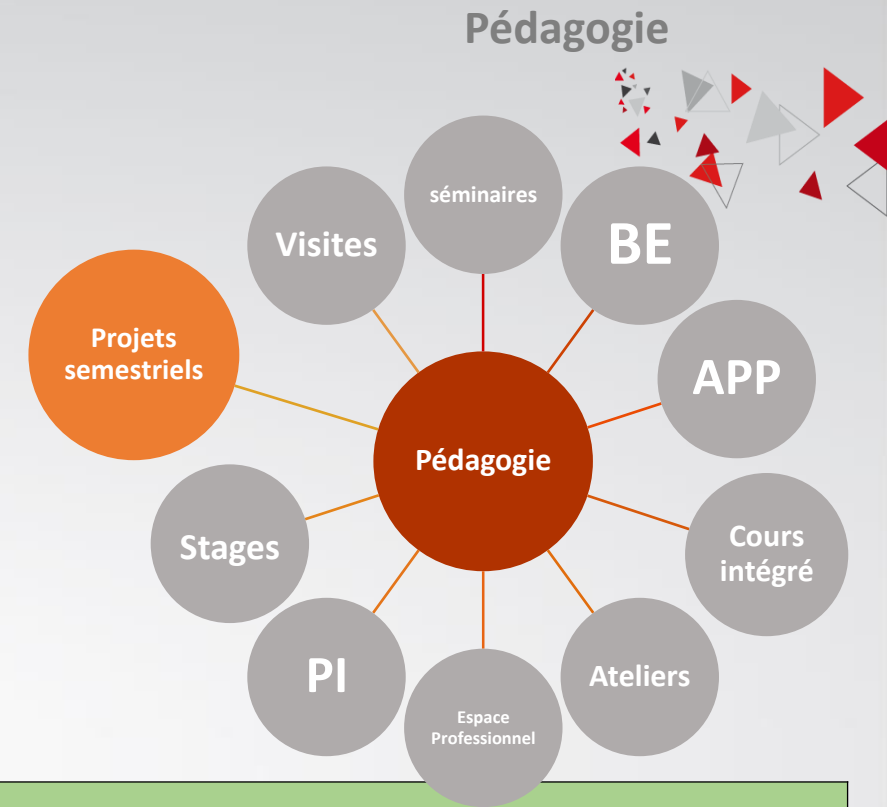 Pédagogie
séminaires
Visites
BE
Projets
semestriels
APP
Pédagogie
Stages
Cours
intégré
PI
Ateliers
Espace
Professionnel